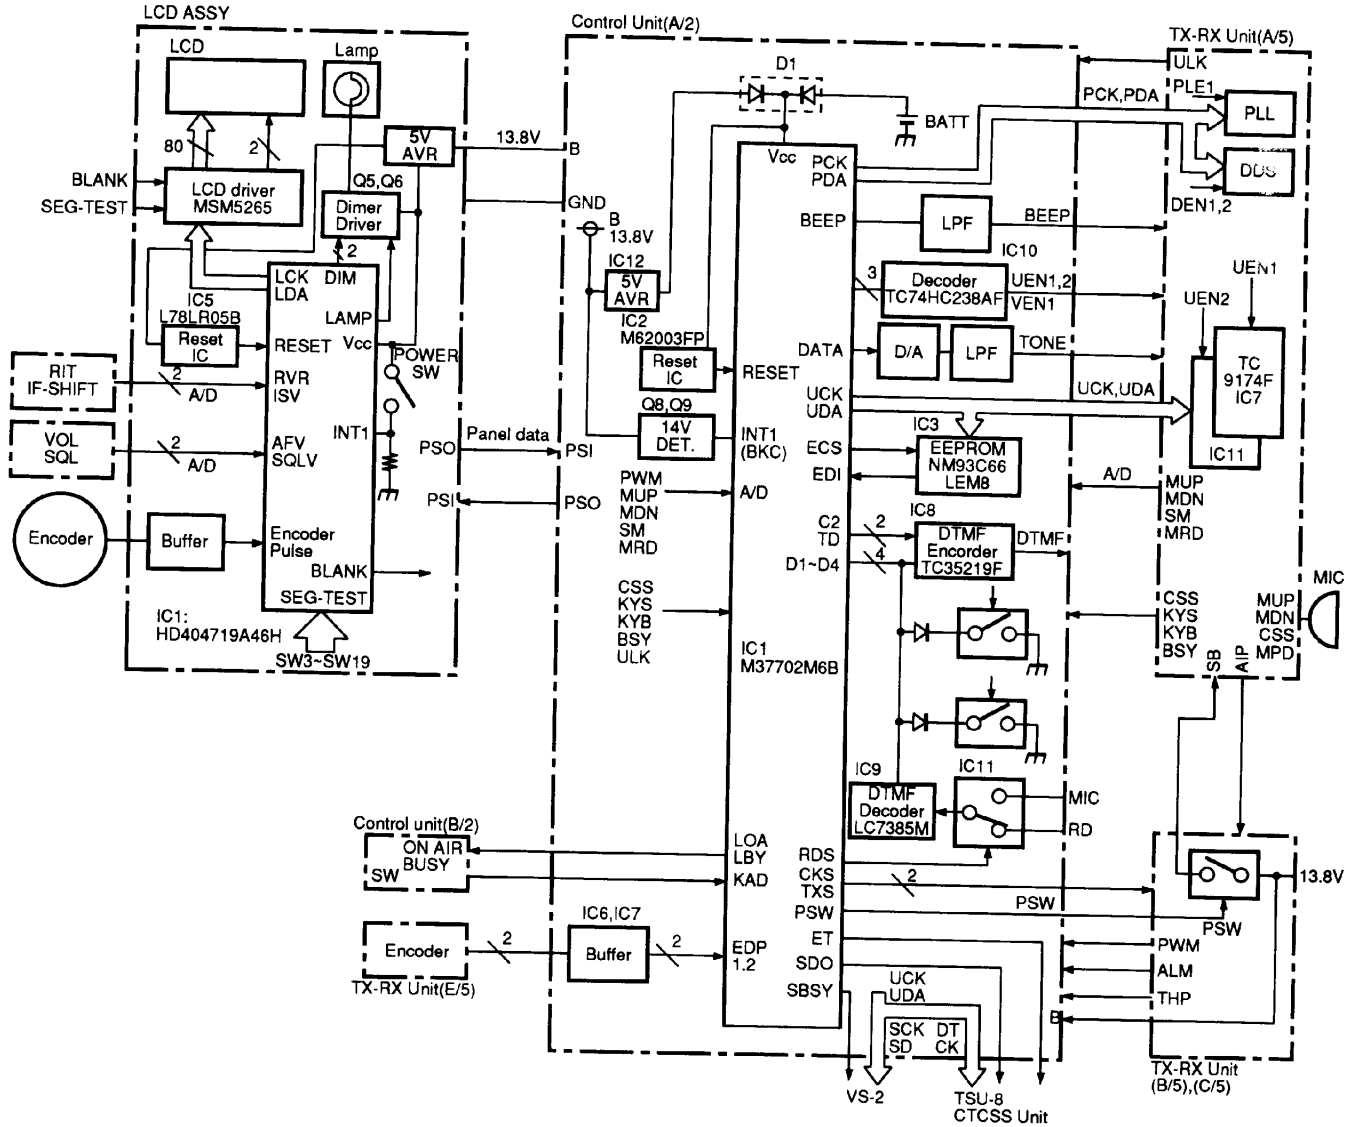 LCD ASSY
LCD
Lamp
80
2
5V
AVR
BLANK
SEG-TEST
LCD driver
MSM5265
Q5,Q6
Dimer
Driver
2
LCK
LDA
DIM
LAMP
Vcc
IC5
L78LR05B
Reset
IC
RESET
POWER
SW
RIT
IF-SHIFT
2
A/D
RVR
ISV
VOL
SQL
2
A/D
AFV
SQLV
INT1
Encoder
Buffer
Encoder
Pulse
BLANK
SEG-TEST
IC1:
HD404719A46H
SW3~SW19
13.8V
B
GND
PSO
Panel data
PSI
PSI
PSO
Control Unit(A/2)
D1
BATT
B
13.8V
IC12
5V
AVR
IC2
M62003FP
Reset
IC
Q8,Q9
14V
DET.
PWM
MUP
MDN
SM
MRD
CSS
KYS
KYB
BSY
ULK
Vcc
RESET
INT1
(BKC)
A/D
IC1
M37702M6B
LOA
LBY
KAD
EDP
1.2
PCK
PDA
BEEP
DATA
UCK
UDA
ECS
EDI
C2
TD
D1~D4
RDS
CKS
TXS
PSW
ET
SDO
SBSY
PCK,PDA
LPF
BEEP
IC10
3
Decoder
TC74HC238AF
UEN1,2
VEN1
D/A
LPF
TONE
UCK,UDA
IC3
EEPROM
NM93C66
LEM8
A/D
2
IC8
DTMF
Encorder
TC35219F
DTMF
4
IC9
DTMF
Decoder
LC7385M
IC11
MIC
RD
2
PSW
UCK
UDA
SCK
SD
DT
CK
VS-2
TSU-8
CTCSS Unit
Control unit(B/2)
ON AIR
BUSY
SW
Encoder
TX-RX Unit(E/5)
2
IC6,IC7
Buffer
2
TX-RX Unit(A/5)
ULK
PLE1
PLL
DDS
DEN1,2
UEN1
UEN2
TC
9174F
IC7
IC11
MUP
MDN
SM
MRD
CSS
KYS
KYB
BSY
MUP
MDN
CSS
MPD
MIC
SB
AIP
13.8V
PSW
PWM
ALM
THP
B
TX-RX Unit
(B/5),(C/5)